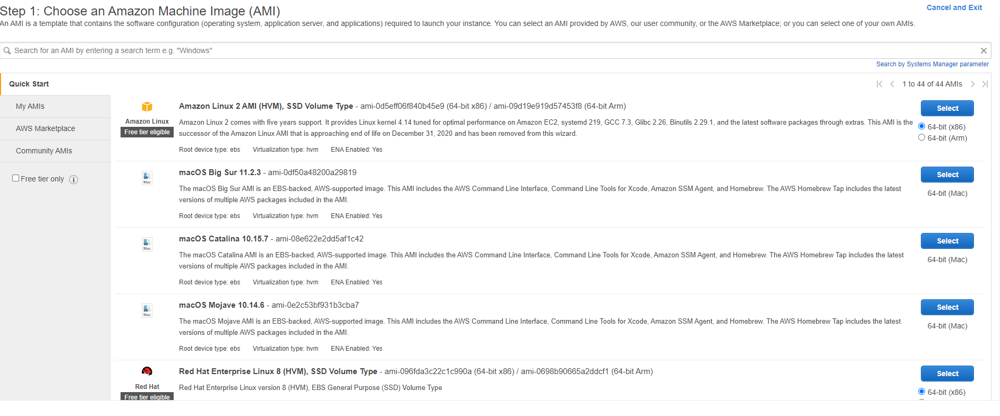 Step 1: Choose an Amazon Machine Image (AMI)
Cancel and Exit
An AMI is a template that contains the software configuration (operating system, application server, and applications) required to launch your instance. You can select an AMI provided by AWS, our user community, or the AWS Marketplace; or you can select one of your own AMIs.
Search for an AMI by entering a search term e.g. "Windows"
Search by Systems Manager parameter
Quick Start
1 to 44 of 44 AMIs
My AMIs
AWS Marketplace
Community AMIs
Free tier only
Amazon Linux
Free tier eligible
Amazon Linux 2 AMI (HVM), SSD Volume Type - ami-0d5eff06f840b45e9 (64-bit x86) / ami-09d19e919d57453f8 (64-bit Arm)
Amazon Linux 2 comes with five years support. It provides Linux kernel 4.14 tuned for optimal performance on Amazon EC2, systemd 219, GCC 7.3, Glibc 2.26, Binutils 2.29.1, and the latest software packages through extras. This AMI is the
successor of the Amazon Linux AMI that is approaching end of life on December 31, 2020 and has been removed from this wizard.
Root device type: ebs Virtualization type: hvm ENA Enabled: Yes
Select
64-bit (x86)
64-bit (Arm)
Mac
macOS Big Sur 11.2.3 - ami-0df50a48200a29819
The macOS Big Sur AMI is an EBS-backed, AWS-supported image. This AMI includes the AWS Command Line Interface, Command Line Tools for Xcode, Amazon SSM Agent, and Homebrew. The AWS Homebrew Tap includes the latest
versions of multiple AWS packages included in the AMI.
Root device type: ebs Virtualization type: hvm ENA Enabled: Yes
Select
64-bit (Mac)
Mac
macOS Catalina 10.15.7 - ami-08e622e2dd5af1c42
The macOS Catalina AMI is an EBS-backed, AWS-supported image. This AMI includes the AWS Command Line Interface, Command Line Tools for Xcode, Amazon SSM Agent, and Homebrew. The AWS Homebrew Tap includes the latest
versions of multiple AWS packages included in the AMI.
Root device type: ebs Virtualization type: hvm ENA Enabled: Yes
Select
64-bit (Mac)
Mac
macOS Mojave 10.14.6 - ami-0e2c53bf931b3cba7
The macOS Mojave AMI is an EBS-backed, AWS-supported image. This AMI includes the AWS Command Line Interface, Command Line Tools for Xcode, Amazon SSM Agent, and Homebrew. The AWS Homebrew Tap includes the latest
versions of multiple AWS packages included in the AMI.
Root device type: ebs Virtualization type: hvm ENA Enabled: Yes
Select
64-bit (Mac)
Red Hat
Free tier eligible
Red Hat Enterprise Linux 8 (HVM), SSD Volume Type - ami-096fda3c22c1c990a (64-bit x86) / ami-0698b90665a2ddcf1 (64-bit Arm)
Red Hat Enterprise Linux version 8 (HVM), EBS General Purpose (SSD) Volume Type
Select
64-bit (x86)